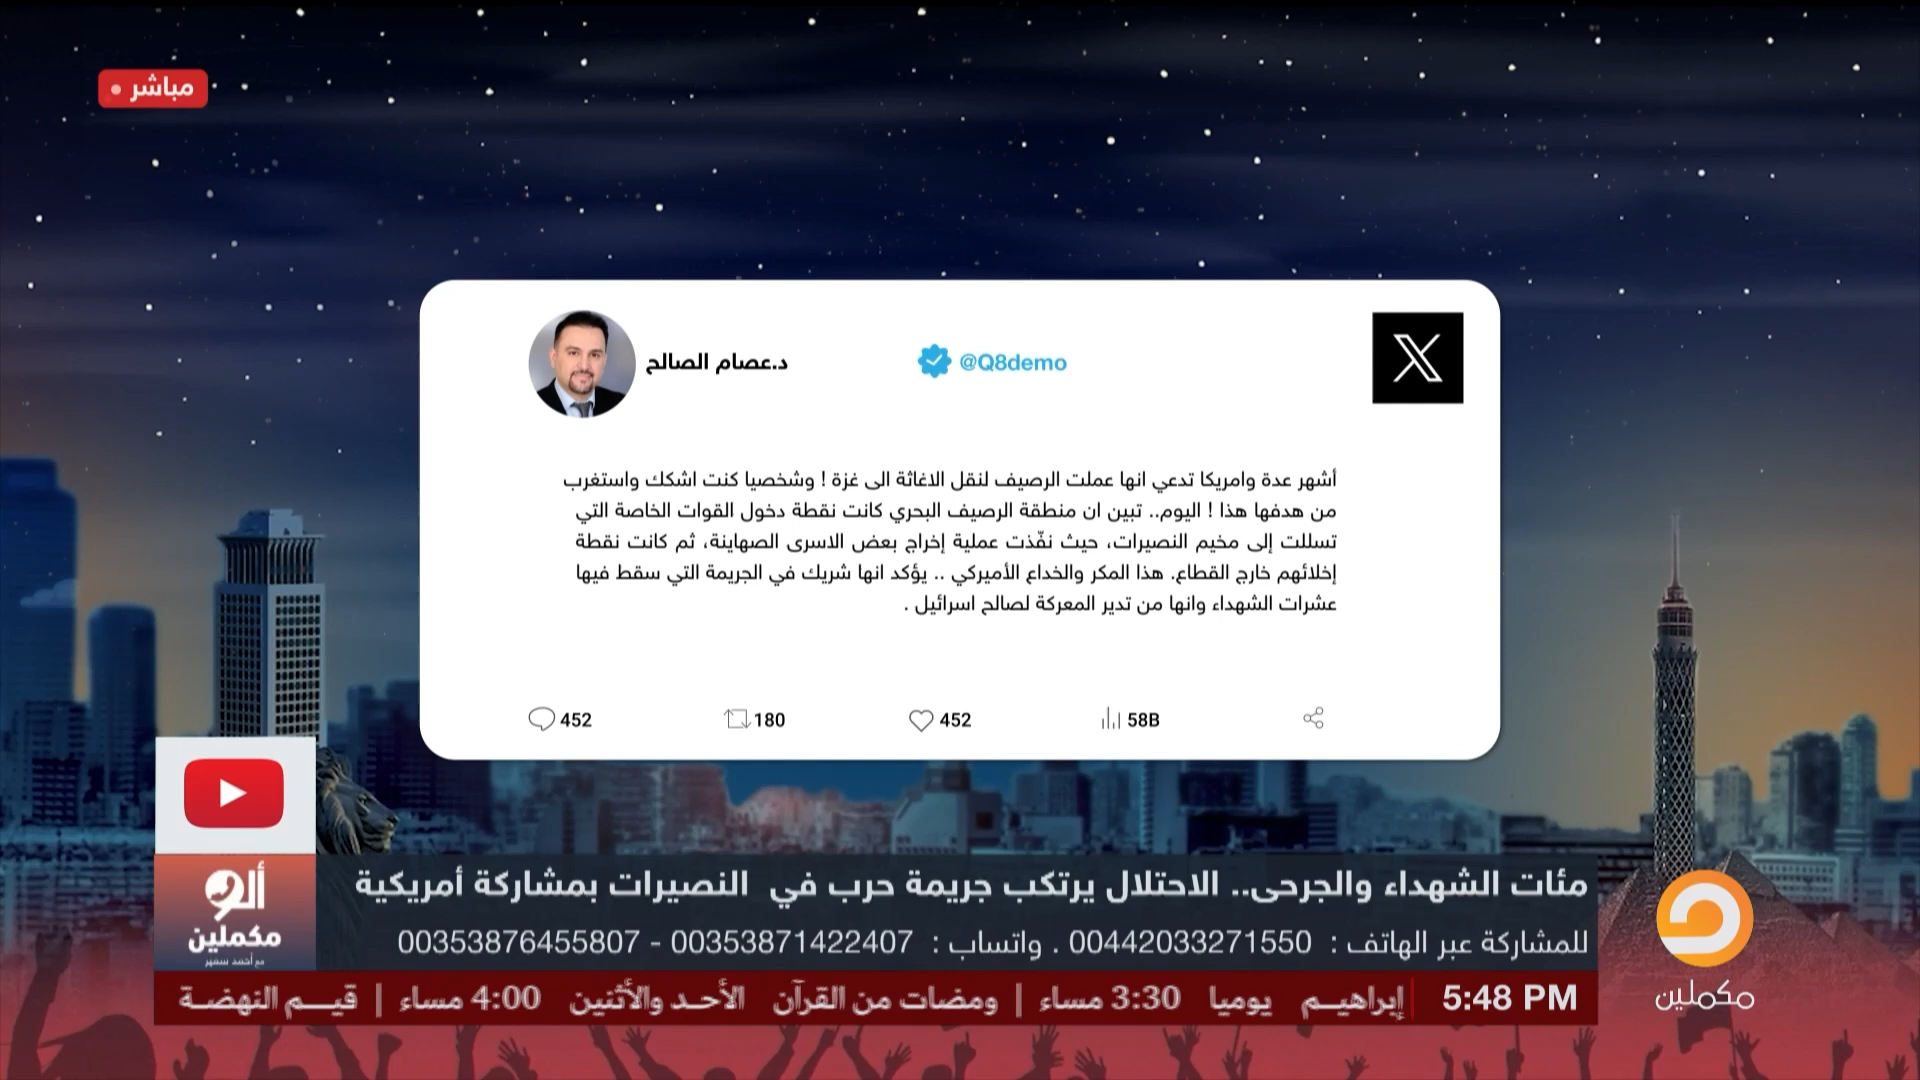 مباشر
د.عصام الصالح
@Q8demo
أشهر عدة وامريكا تدعي انها عملت الرصيف لنقل الاغاثة الى غزة ! وشخصيا كنت اشكك واستغرب
من هدفها هذا ! اليوم.. تبين ان منطقة الرصيف البحري كانت نقطة دخول القوات الخاصة التي
تسللت إلى مخيم النصيرات، حيث نفّذت عملية إخراج بعض الاسرى الصهاينة، ثم كانت نقطة
إخلائهم خارج القطاع. هذا المكر والخداع الأميركي .. يؤكد انها شريك في الجريمة التي سقط فيها
عشرات الشهداء وانها من تدير المعركة لصالح اسرائيل .
452
180
452
58B
ألو
مكملين
مع أحمد سمير
مئات الشهداء والجرحى.. الاحتلال يرتكب جريمة حرب في النصيرات بمشاركة أمريكية
للمشاركة عبر الهاتف : 00442033271550 . واتساب : 00353871422407 - 00353876455807
5:48 PM
إبراهيم يوميا 3:30 مساء | ومضات من القرآن الأحد والأثنين 4:00 مساء | قيم النهضة
مكملين